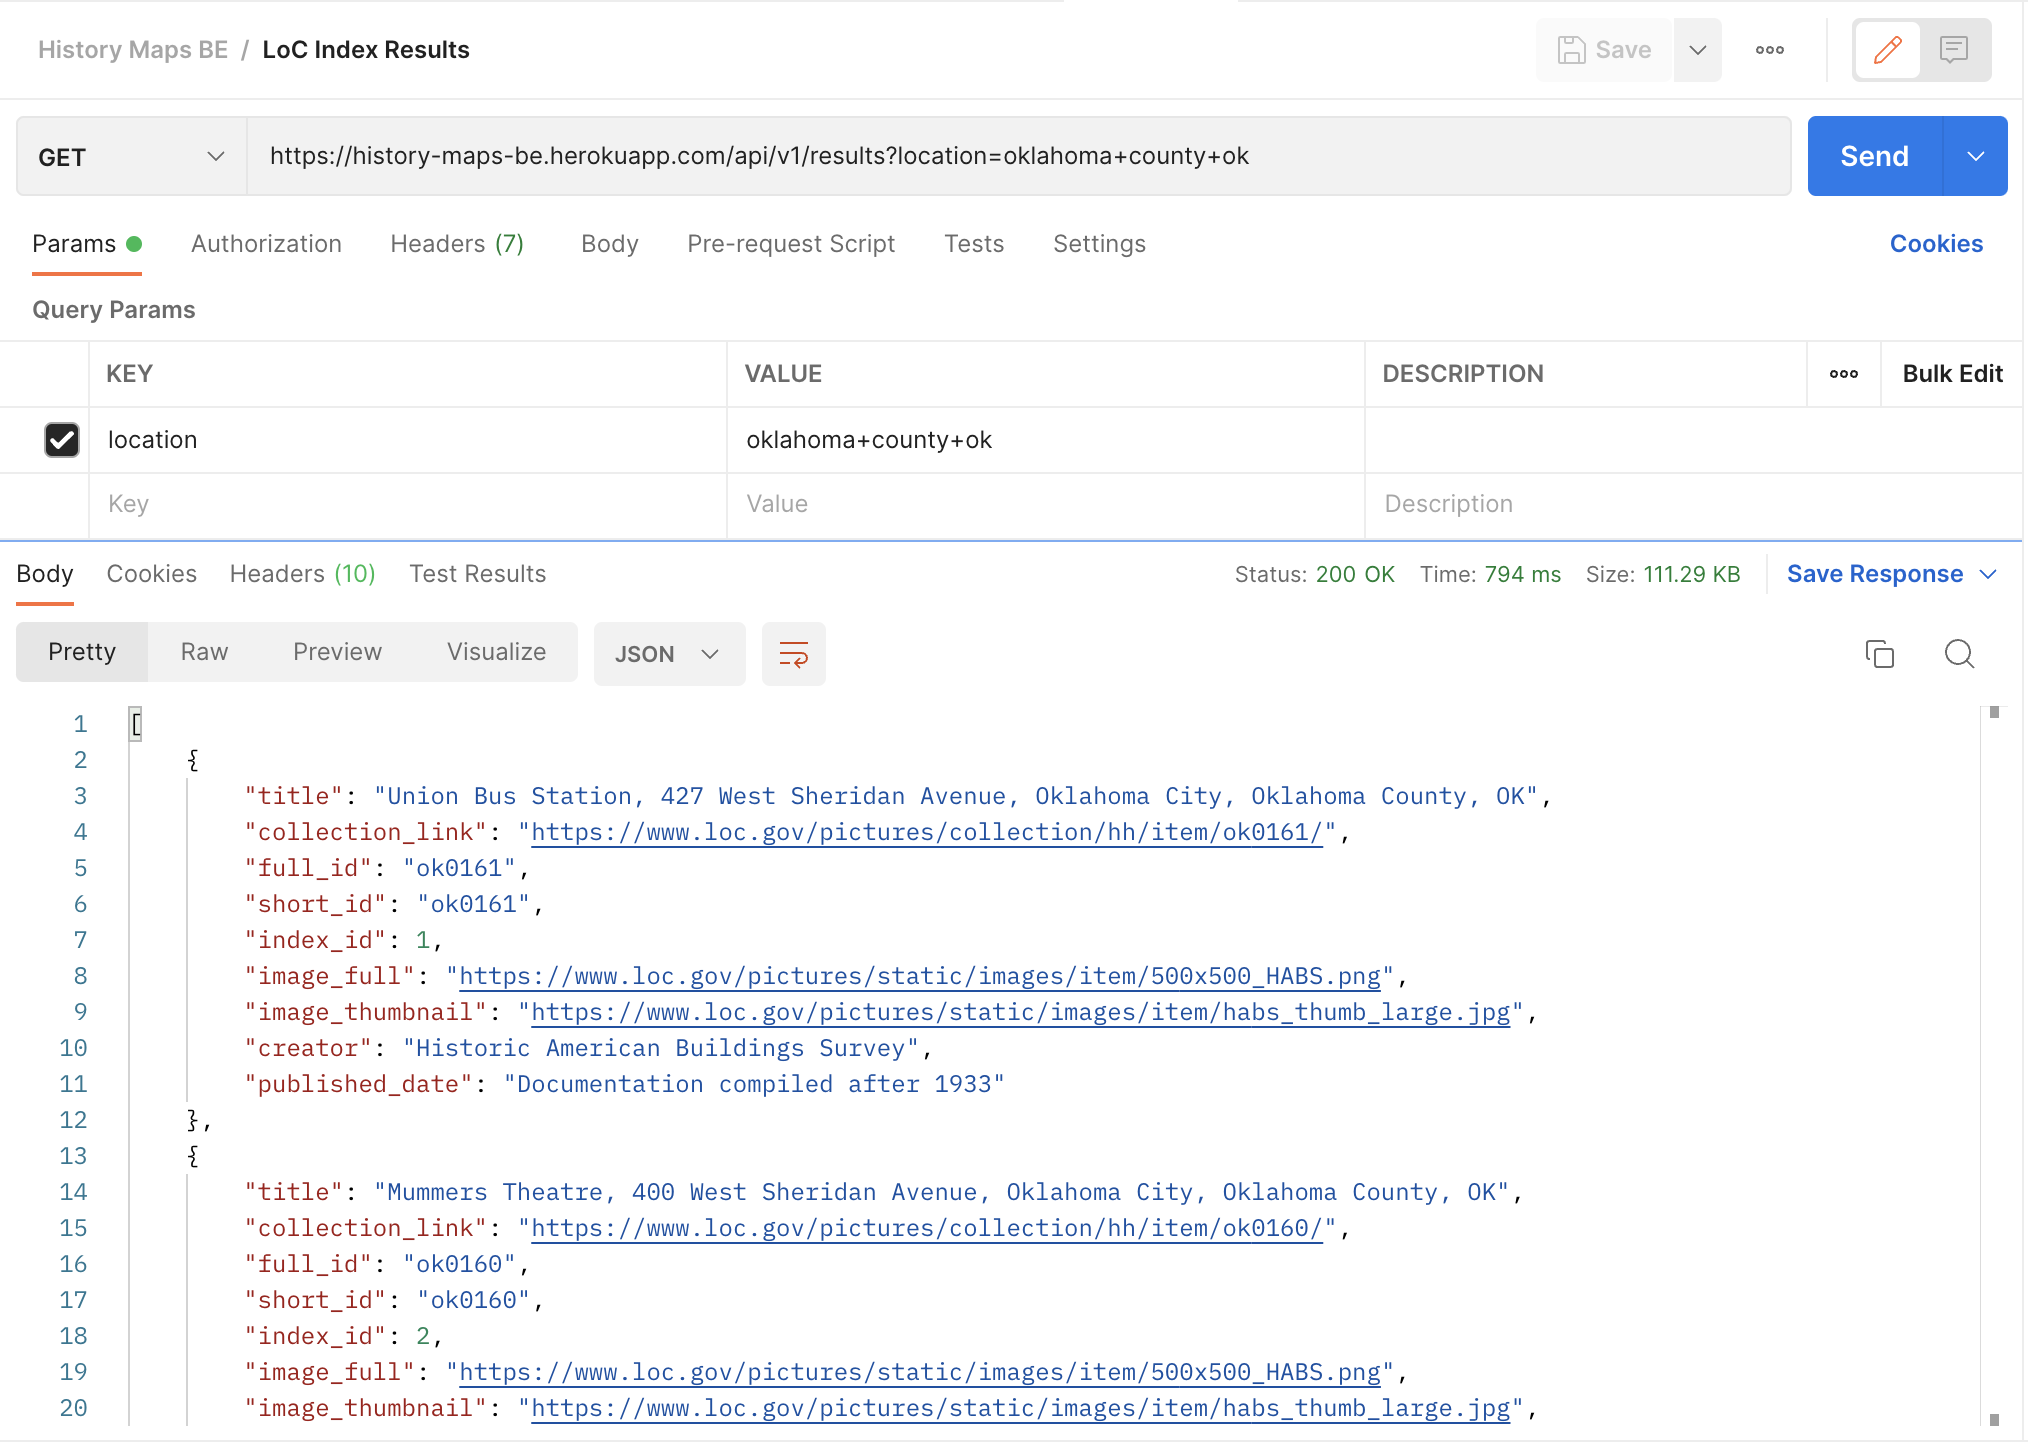 History Maps BE / LoC Index Results
Save
GET https://history-maps-be.herokuapp.com/api/v1/results?location=oklahoma+county+ok Send
Params Authorization Headers (7) Body Pre-request Script Tests Settings Cookies
Query Params
KEY VALUE DESCRIPTION Bulk Edit
location oklahoma+county+ok
Key Value Description
Body Cookies Headers (10) Test Results Status: 200 OK Time: 794 ms Size: 111.29 KB Save Response
Pretty Raw Preview Visualize JSON
1 [
2 {
3 "title": "Union Bus Station, 427 West Sheridan Avenue, Oklahoma City, Oklahoma County, OK",
4 "collection_link": "https://www.loc.gov/pictures/collection/hh/item/ok0161/",
5 "full_id": "ok0161",
6 "short_id": "ok0161",
7 "index_id": 1,
8 "image_full": "https://www.loc.gov/pictures/static/images/item/500x500_HABS.png",
9 "image_thumbnail": "https://www.loc.gov/pictures/static/images/item/habs_thumb_large.jpg",
10 "creator": "Historic American Buildings Survey",
11 "published_date": "Documentation compiled after 1933"
12 },
13 {
14 "title": "Mummers Theatre, 400 West Sheridan Avenue, Oklahoma City, Oklahoma County, OK",
15 "collection_link": "https://www.loc.gov/pictures/collection/hh/item/ok0160/",
16 "full_id": "ok0160",
17 "short_id": "ok0160",
18 "index_id": 2,
19 "image_full": "https://www.loc.gov/pictures/static/images/item/500x500_HABS.png",
20 "image_thumbnail": "https://www.loc.gov/pictures/static/images/item/habs_thumb_large.jpg",